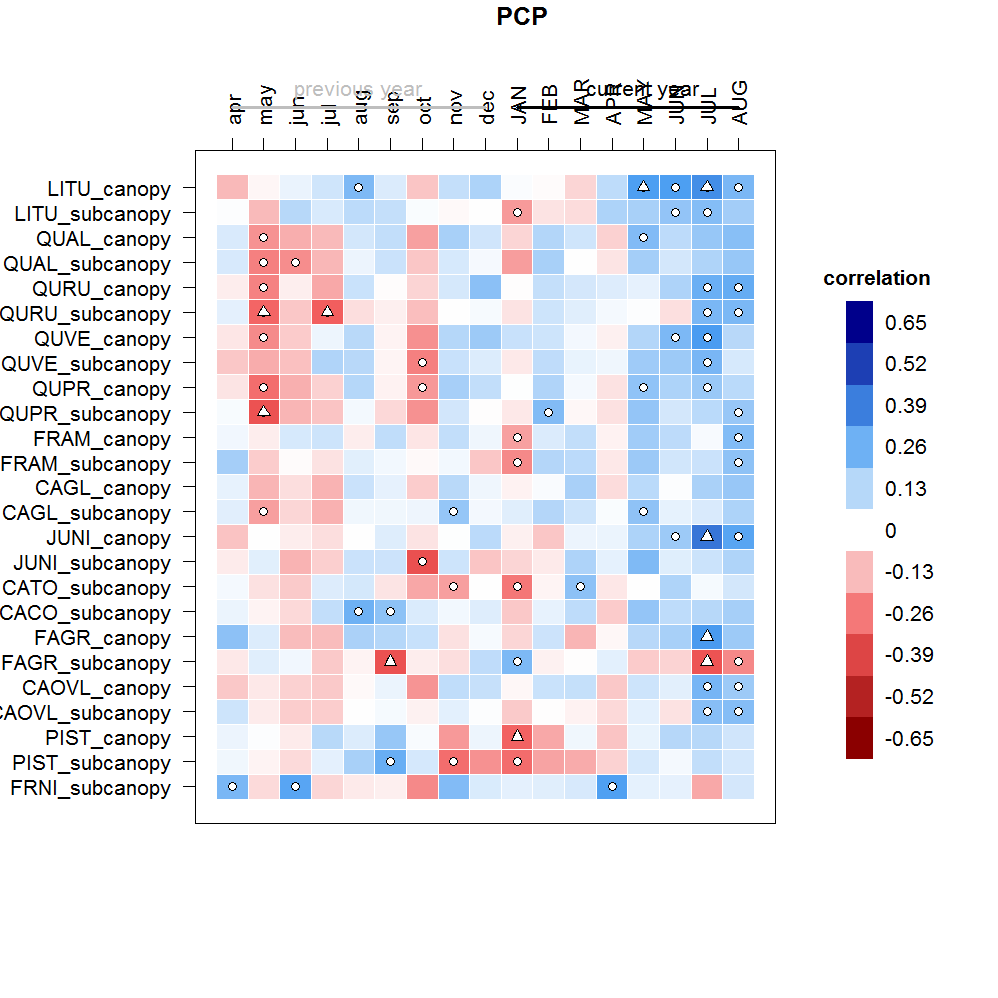 PCP
previous year current year
apr may jun jul aug sep oct nov dec JAN FEB MAR APR MAY JUN JUL AUG
LITU_canopy
LITU_subcanopy
QUAL_canopy
QUAL_subcanopy
QURU_canopy
QURU_subcanopy
QUVE_canopy
QUVE_subcanopy
QUPR_canopy
QUPR_subcanopy
FRAM_canopy
FRAM_subcanopy
CAGL_canopy
CAGL_subcanopy
JUNI_canopy
JUNI_subcanopy
CATO_subcanopy
CACO_subcanopy
FAGR_canopy
FAGR_subcanopy
CAOVL_canopy
CAOVL_subcanopy
PIST_canopy
PIST_subcanopy
FRNI_subcanopy
correlation
0.65
0.52
0.39
0.26
0.13
0
-0.13
-0.26
-0.39
-0.52
-0.65